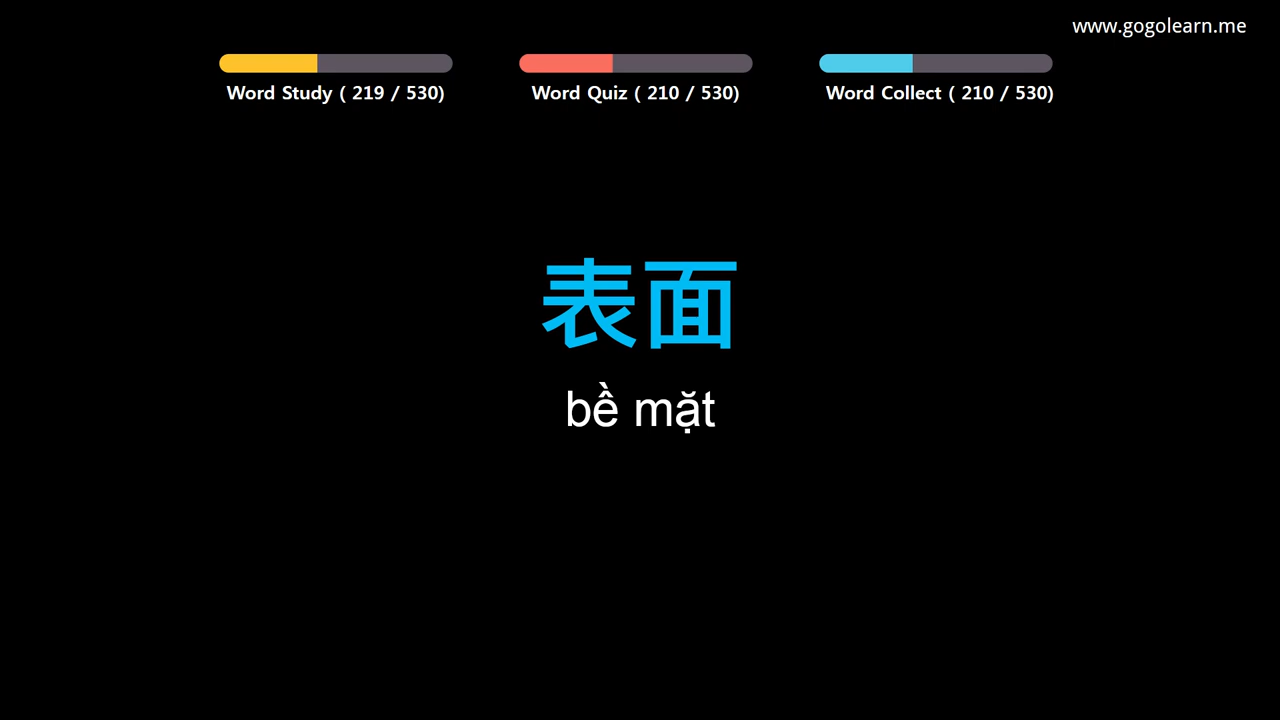 www.gogolearn.me
Word Study ( 219 / 530)
Word Quiz ( 210 / 530)
Word Collect ( 210 / 530)
表面
bề mặt